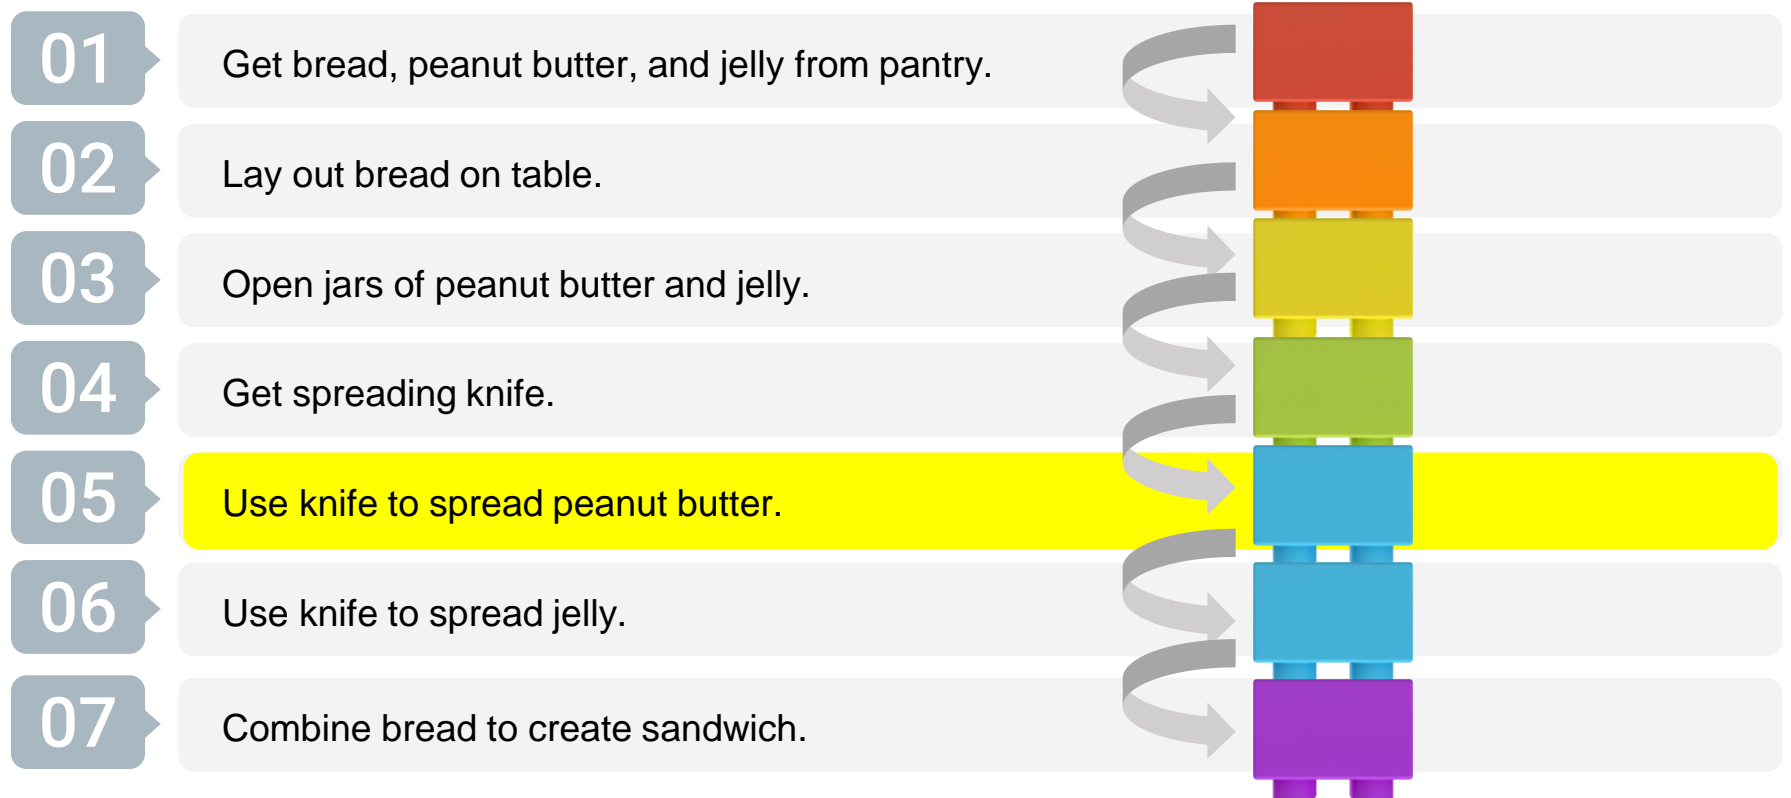 01
Get bread, peanut butter, and jelly from pantry.
02
Lay out bread on table.
03
Open jars of peanut butter and jelly.
04
Get spreading knife.
05
Use knife to spread peanut butter.
06
Use knife to spread jelly.
07
Combine bread to create sandwich.